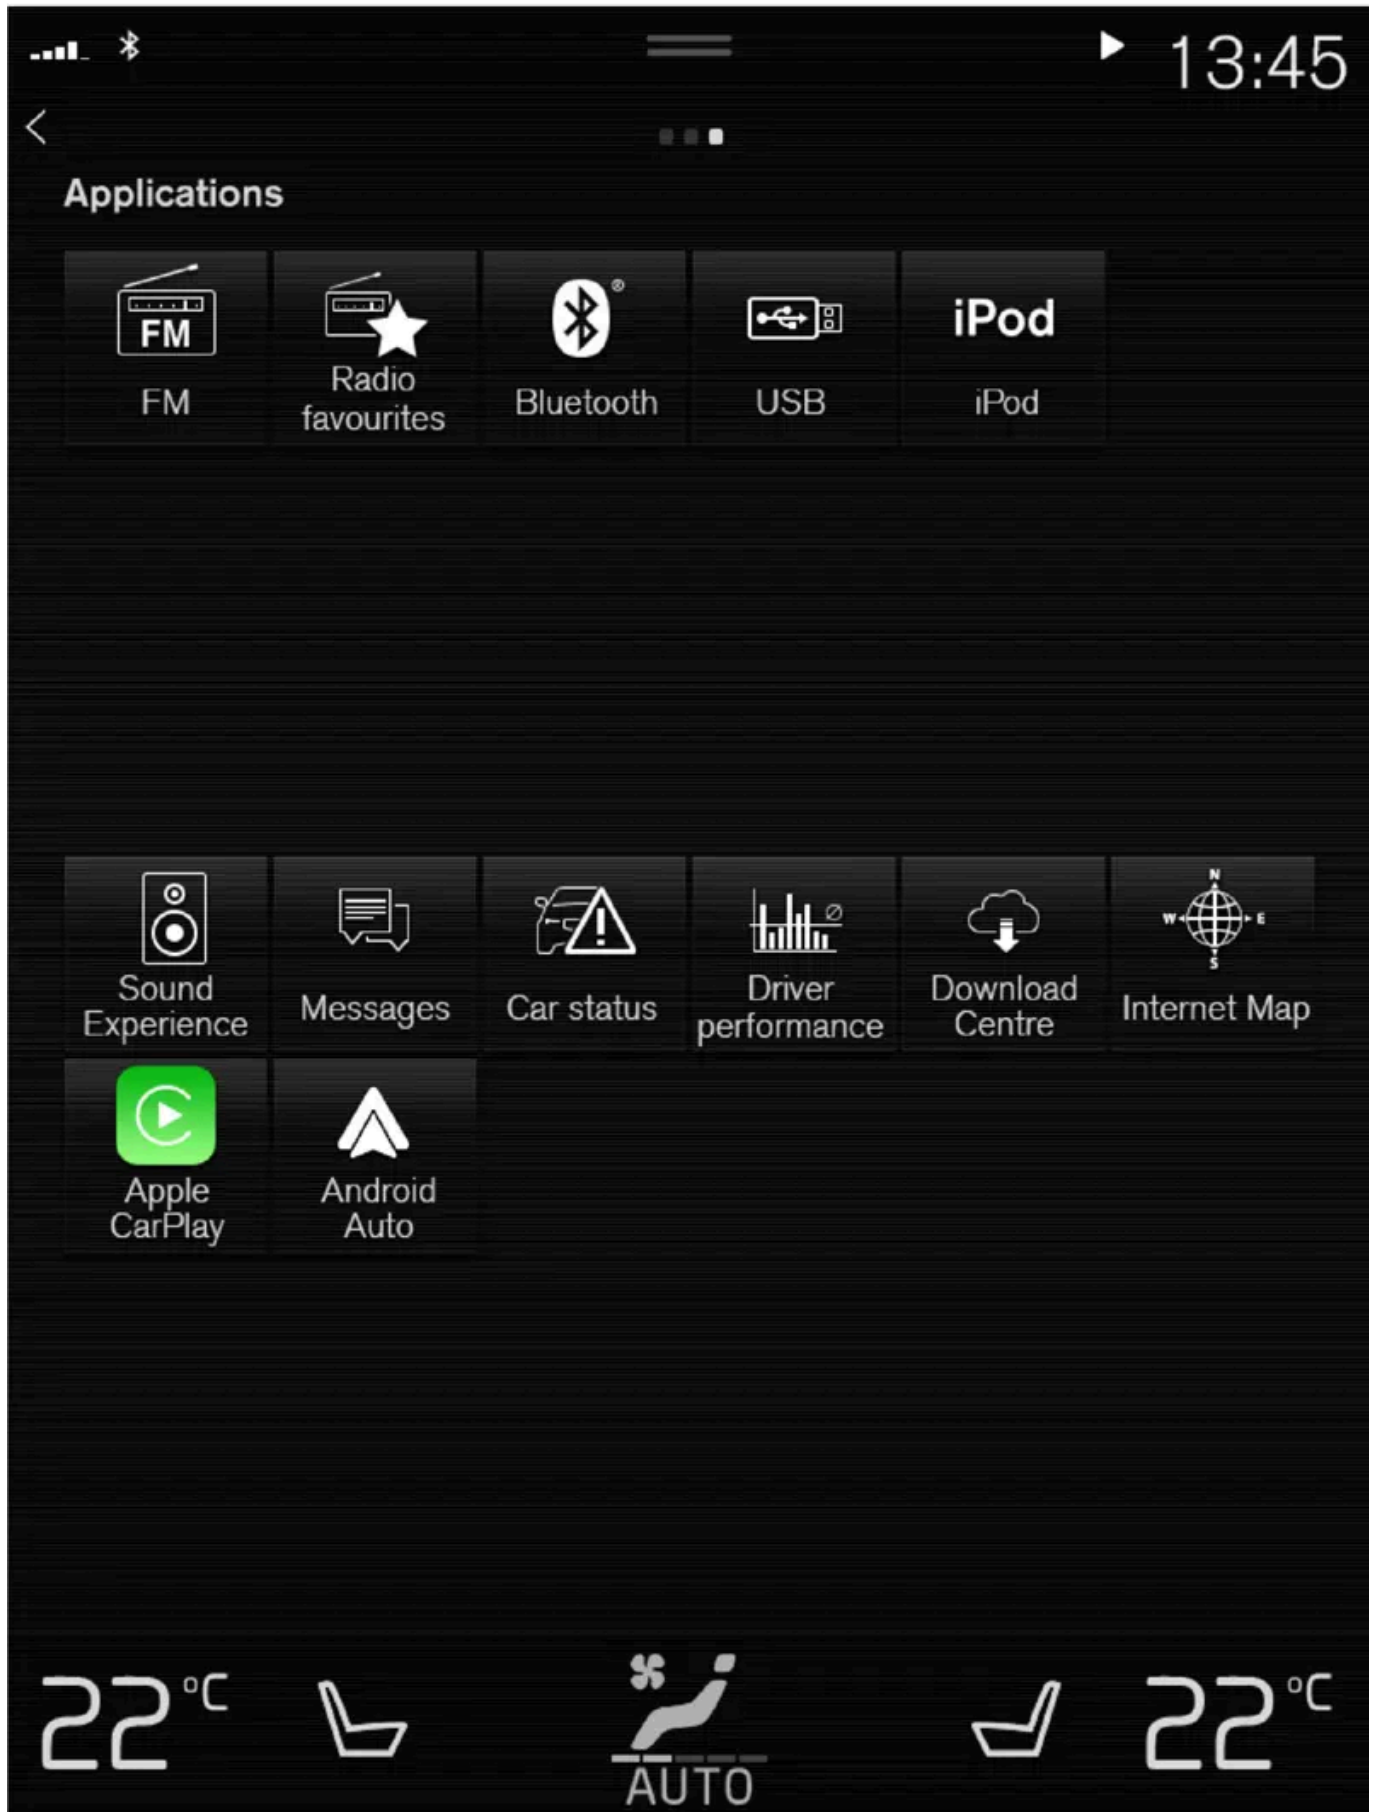 13:45
Applications
FM
FM
Radio
favourites
®
Bluetooth
USB
iPod
iPod
Sound
Experience
Messages
Car status
Ø
Driver
performance
Download
Centre
N
W E
S
Internet Map
Apple
CarPlay
Android
Auto
22°C
AUTO
22°C